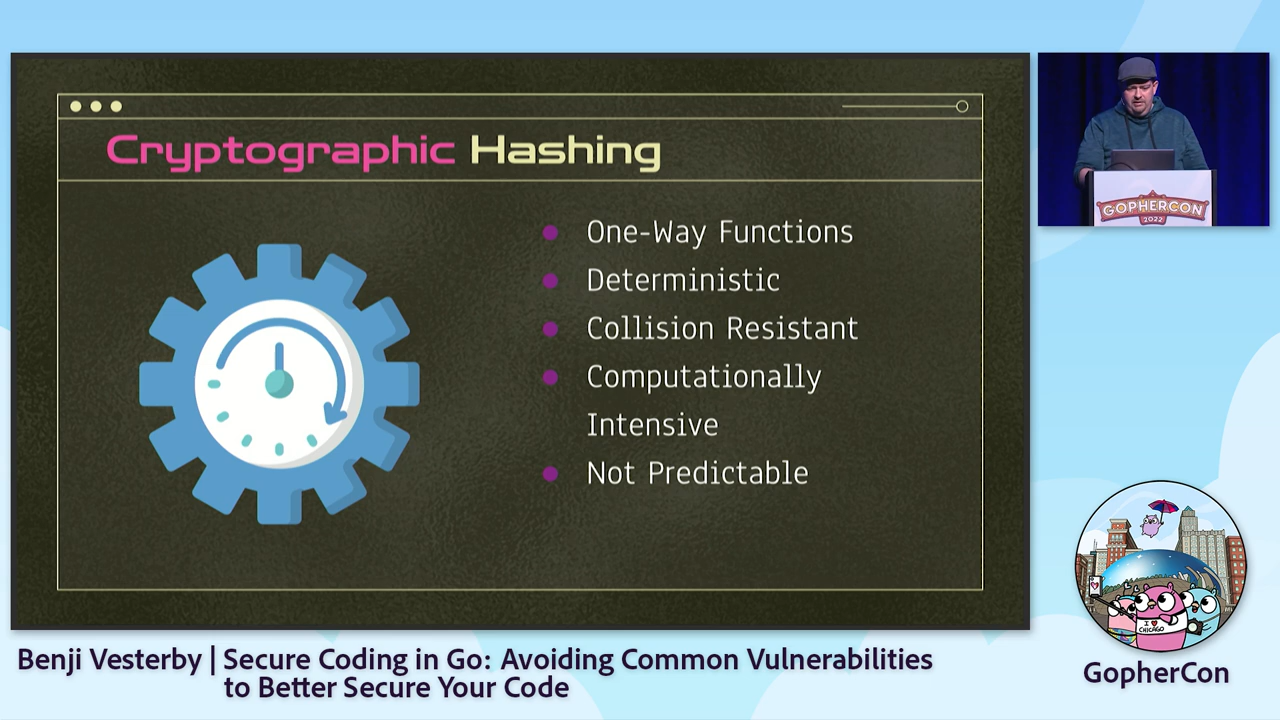 Cryptographic Hashing
One-Way Functions
Deterministic
Collision Resistant
Computationally
Intensive
Not Predictable
GOPHERCON
2022
I ♥
CHICAGO
GopherCon
Benji Vesterby | Secure Coding in Go: Avoiding Common Vulnerabilities
to Better Secure Your Code